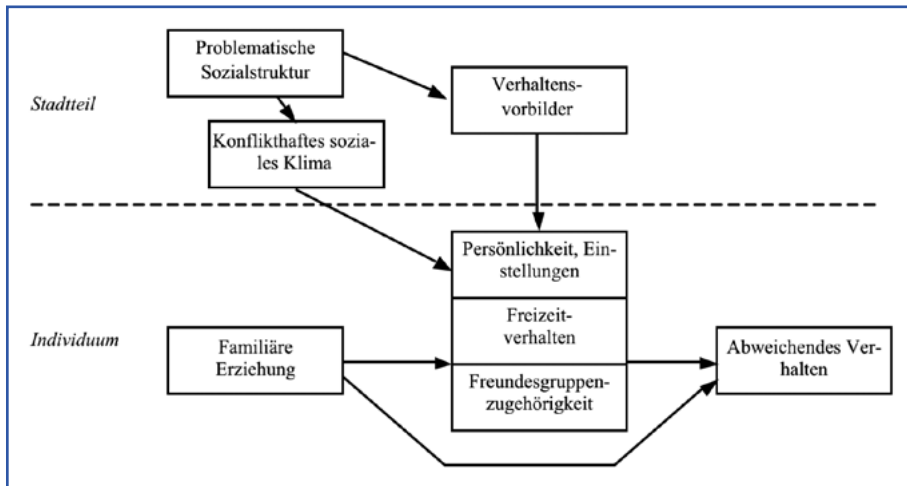 Problematische
Sozialstruktur
Stadtteil
Verhaltens-
vorbilder
Konflikthaftes sozia-
les Klima
Persönlichkeit, Ein-
stellungen
Individuum
Familiäre
Erziehung
Freizeit-
verhalten
Freundesgruppen-
zugehörigkeit
Abweichendes Ver-
halten